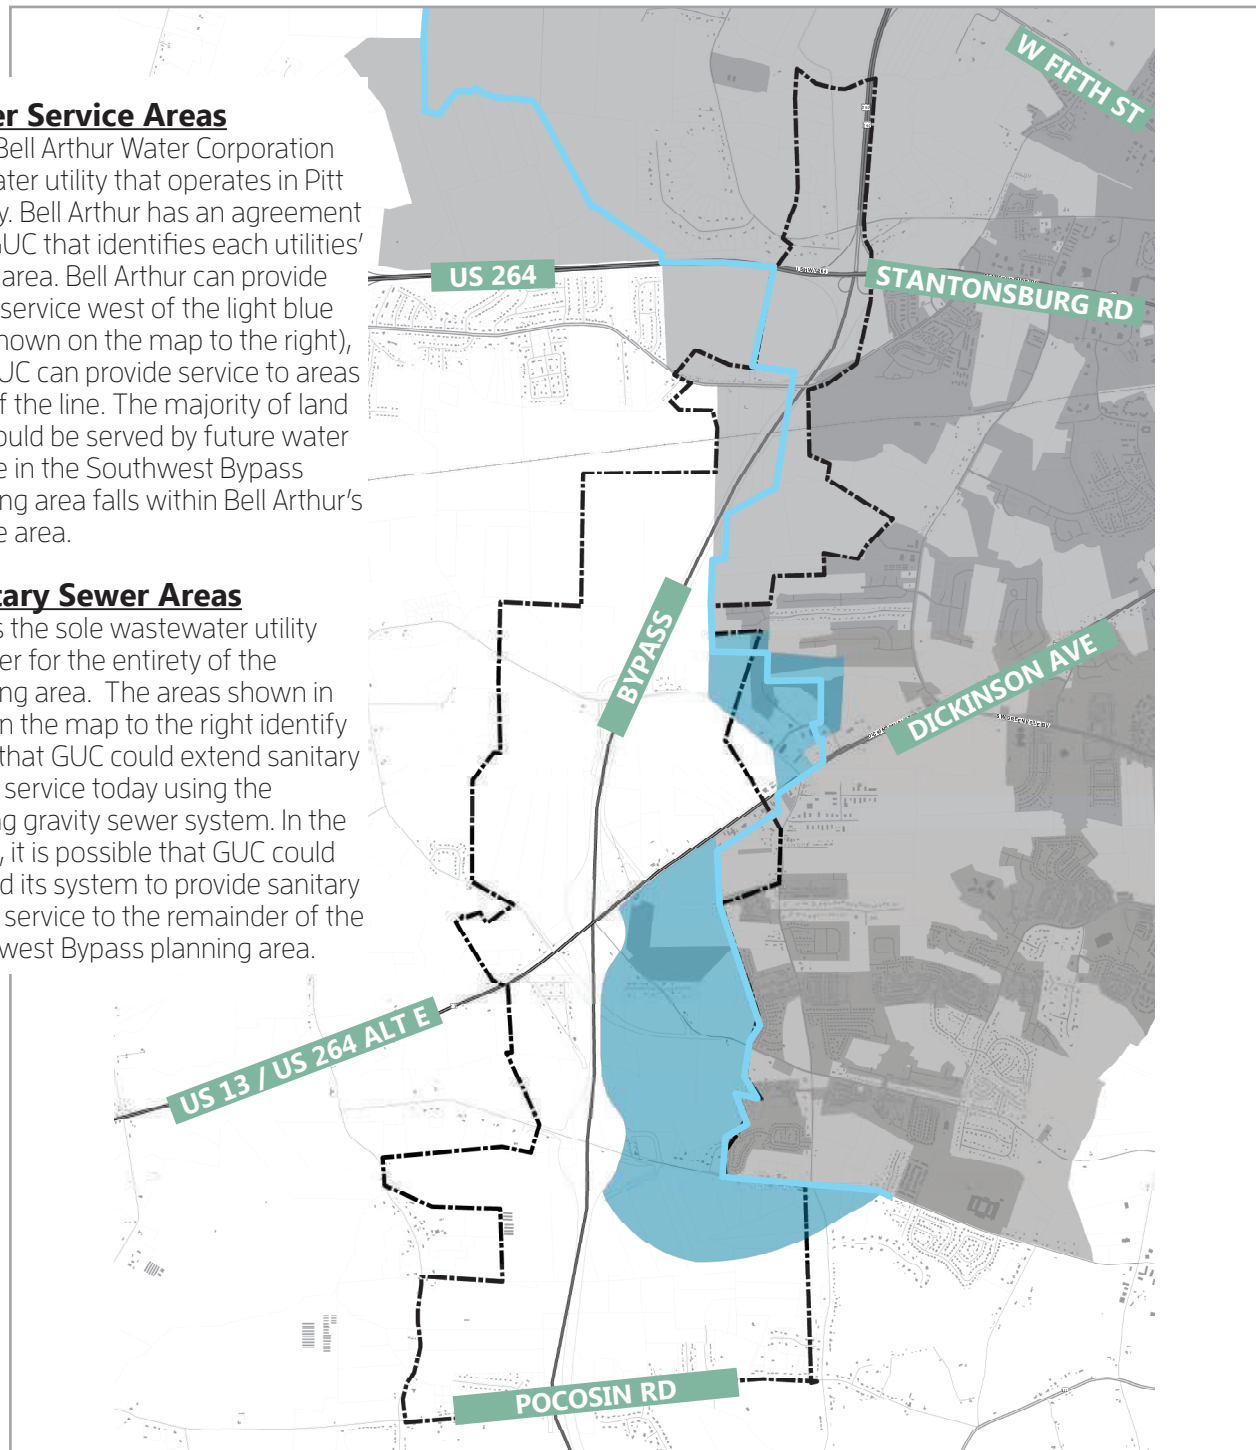 er Service Areas
Bell Arthur Water Corporation
ater utility that operates in Pitt
y. Bell Arthur has an agreement
GUC that identifies each utilities’
area. Bell Arthur can provide
service west of the light blue
hown on the map to the right),
UC can provide service to areas
f the line. The majority of land
ould be served by future water
e in the Southwest Bypass
ng area falls within Bell Arthur’s
e area.
tary Sewer Areas
s the sole wastewater utility
er for the entirety of the
ng area. The areas shown in
n the map to the right identify
that GUC could extend sanitary
service today using the
ng gravity sewer system. In the
, it is possible that GUC could
d its system to provide sanitary
service to the remainder of the
west Bypass planning area.
W FIFTH ST
US 264
STANTONSBURG RD
BYPASS
DICKINSON AVE
US 13 / US 264 ALT E
POCOSIN RD